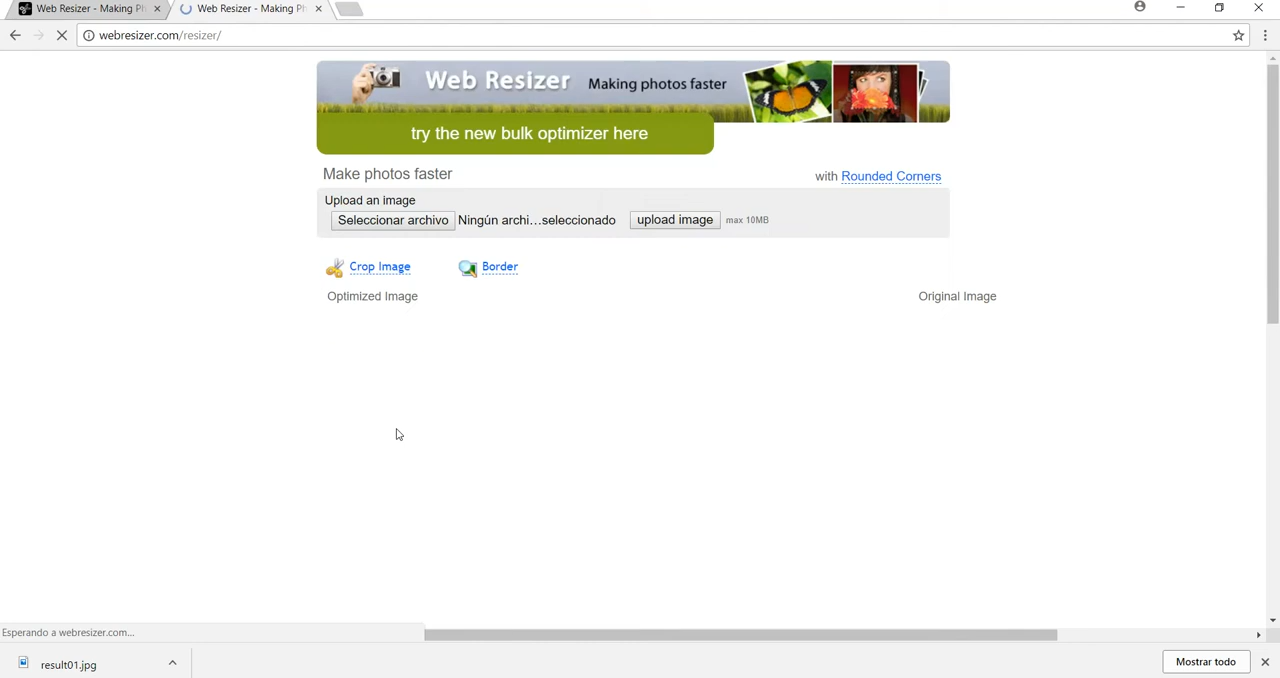 Web Resizer - Making Ph
Web Resizer - Making Ph
webresizer.com/resizer/
Web Resizer Making photos faster
try the new bulk optimizer here
Make photos faster
with Rounded Corners
Upload an image
Seleccionar archivo Ningún archi...seleccionado upload image max 10MB
Crop Image Border
Optimized Image Original Image
Esperando a webresizer.com...
result01.jpg Mostrar todo